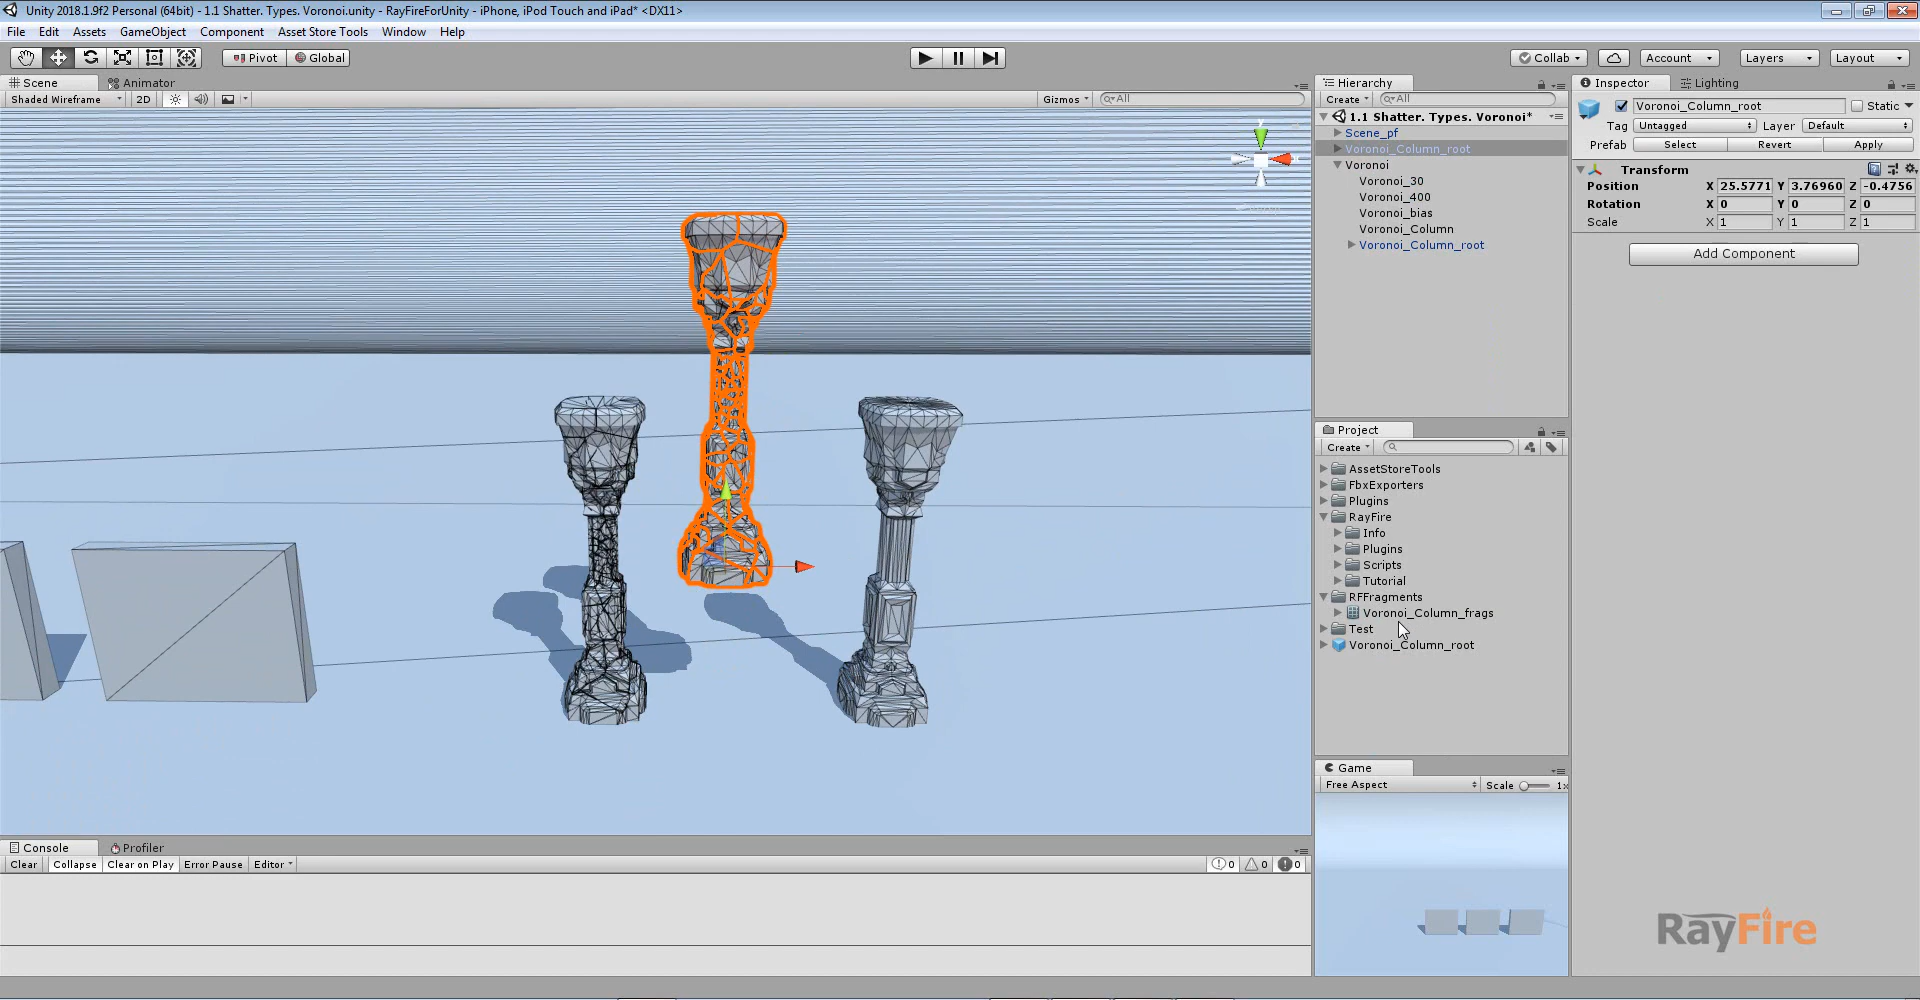 Unity 2018.1.9f2 Personal (64bit) - 1.1 Shatter. Types. Voronoi.unity - RayFireForUnity - iPhone, iPod Touch and iPad* <DX11>
File Edit Assets GameObject Component Asset Store Tools Window Help
Pivot Global Collab Account Layers Layout
Scene Animator
Shaded Wireframe 2D Gizmos All
Hierarchy
Create All
1.1 Shatter. Types. Voronoi*
Scene_pf
Voronoi_Column_root
Voronoi
Voronoi_30
Voronoi_400
Voronoi_bias
Voronoi_Column
Voronoi_Column_root
Project
Create
AssetStoreTools
FbxExporters
Plugins
RayFire
Info
Plugins
Scripts
Tutorial
RFFragments
Voronoi_Column_frags
Test
Voronoi_Column_root
Game
Free Aspect Scale 1x
Inspector Lighting
Voronoi_Column_root Static
Tag Untagged Layer Default
Prefab Select Revert Apply
Transform
Position X 25.5771 Y 3.76960 Z -0.4756
Rotation X 0 Y 0 Z 0
Scale X 1 Y 1 Z 1
Add Component
Console Profiler
Clear Collapse Clear on Play Error Pause Editor 0 0 0
RayFire